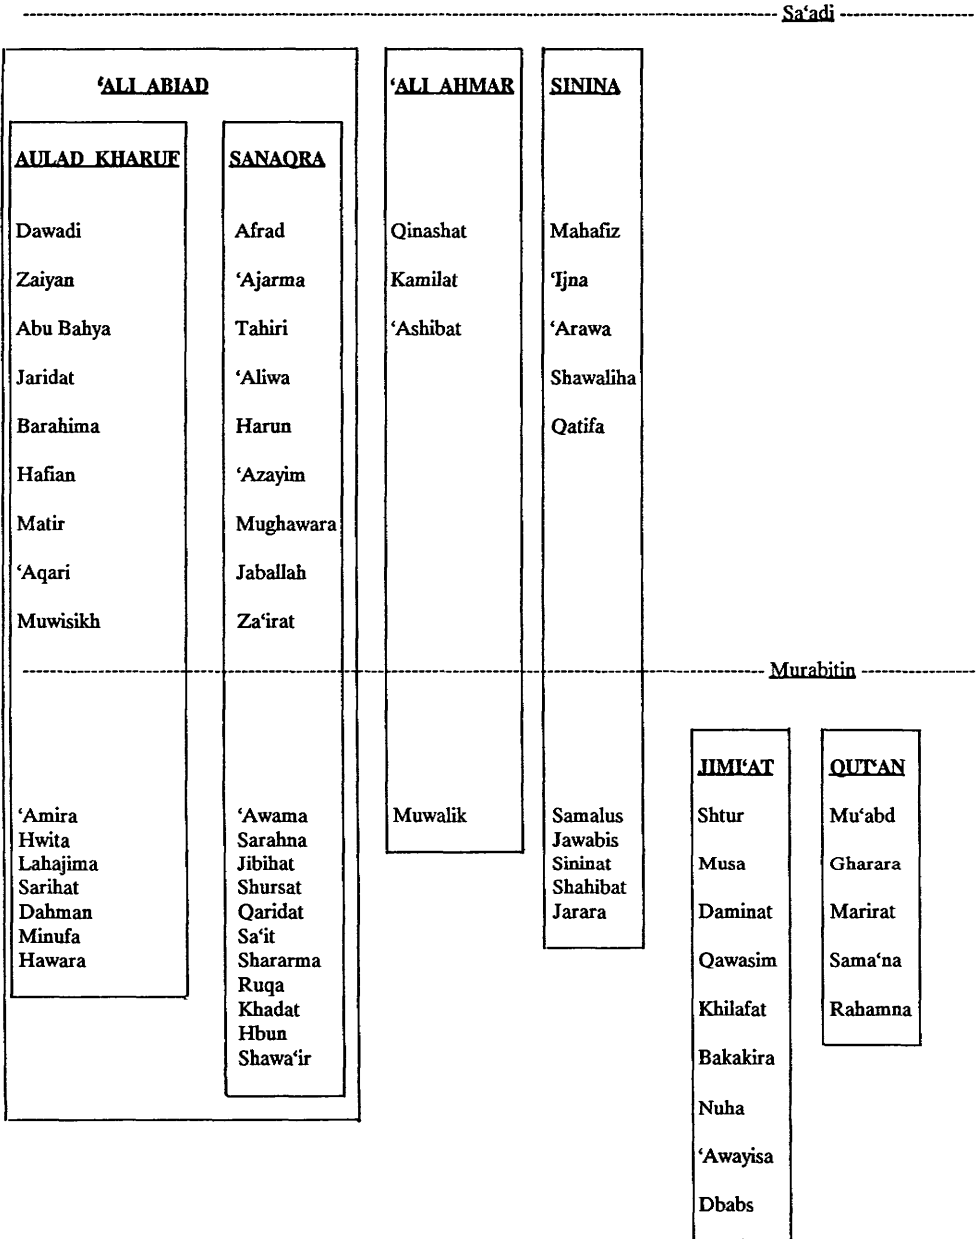 Sa‘adi
‘ALI ABIAD
AULAD KHARUF
Dawadi
Zaiyan
Abu Bahya
Jaridat
Barahima
Hafian
Matir
‘Aqari
Muwisikh
‘Amira
Hwita
Lahajima
Sarihat
Dahman
Minufa
Hawara
SANAQRA
Afrad
‘Ajarma
Tahiri
‘Aliwa
Harun
‘Azayim
Mughawara
Jaballah
Za‘irat
‘Awama
Sarahna
Jibihat
Shursat
Qaridat
Sa‘it
Shararma
Ruqa
Khadat
Hbun
Shawa‘ir
‘ALI AHMAR
Qinashat
Kamilat
‘Ashibat
Muwalik
SININA
Mahafiz
‘Ijna
‘Arawa
Shawaliha
Qatifa
Samalus
Jawabis
Sininat
Shahibat
Jarara
Murabitin
JIMI‘AT
Shtur
Musa
Daminat
Qawasim
Khilafat
Bakakira
Nuha
‘Awayisa
Dbabs
QUT‘AN
Mu‘abd
Gharara
Marirat
Sama‘na
Rahamna